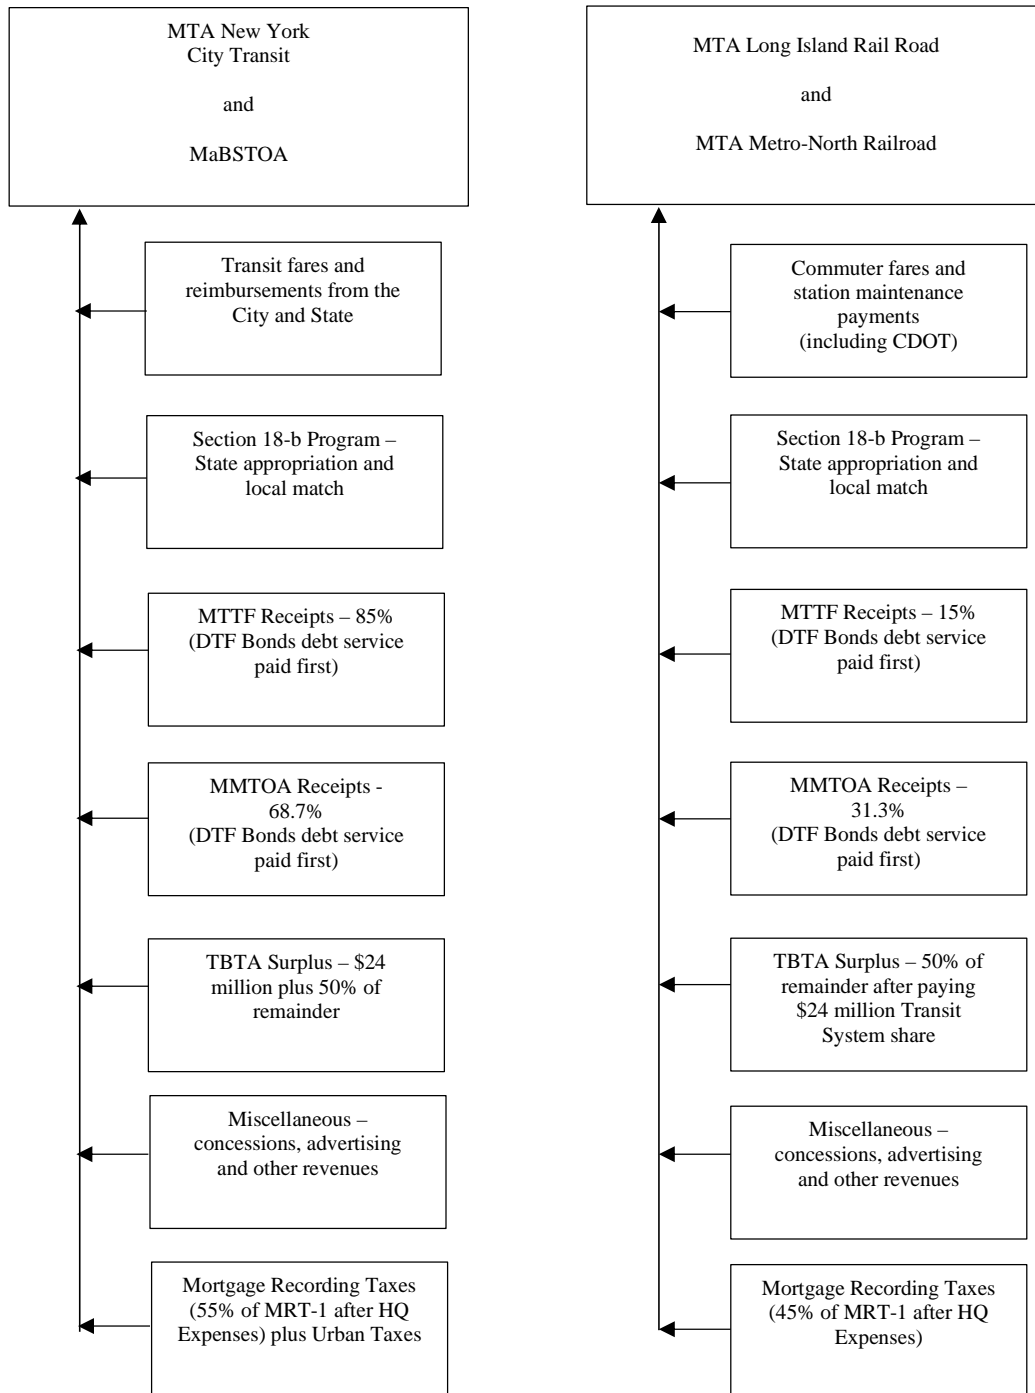 MTA New York
City Transit
and
MaBSTOA
Transit fares and
reimbursements from the
City and State
Section 18-b Program –
State appropriation and
local match
MTTF Receipts – 85%
(DTF Bonds debt service
paid first)
MMTOA Receipts -
68.7%
(DTF Bonds debt service
paid first)
TBTA Surplus – $24
million plus 50% of
remainder
Miscellaneous –
concessions, advertising
and other revenues
Mortgage Recording Taxes
(55% of MRT-1 after HQ
Expenses) plus Urban Taxes
MTA Long Island Rail Road
and
MTA Metro-North Railroad
Commuter fares and
station maintenance
payments
(including CDOT)
Section 18-b Program –
State appropriation and
local match
MTTF Receipts – 15%
(DTF Bonds debt service
paid first)
MMTOA Receipts –
31.3%
(DTF Bonds debt service
paid first)
TBTA Surplus – 50% of
remainder after paying
$24 million Transit
System share
Miscellaneous –
concessions, advertising
and other revenues
Mortgage Recording Taxes
(45% of MRT-1 after HQ
Expenses)